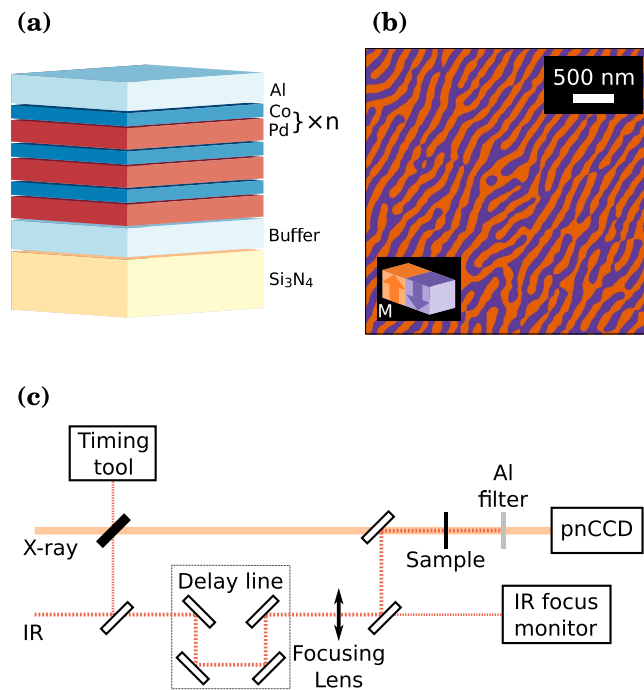 (a)
Al
Co
Pd
}×n
Buffer
Si₃N₄
(b)
500 nm
M
(c)
Timing
tool
X-ray
IR
Delay line
Focusing
Lens
Sample
Al
filter
pnCCD
IR focus
monitor